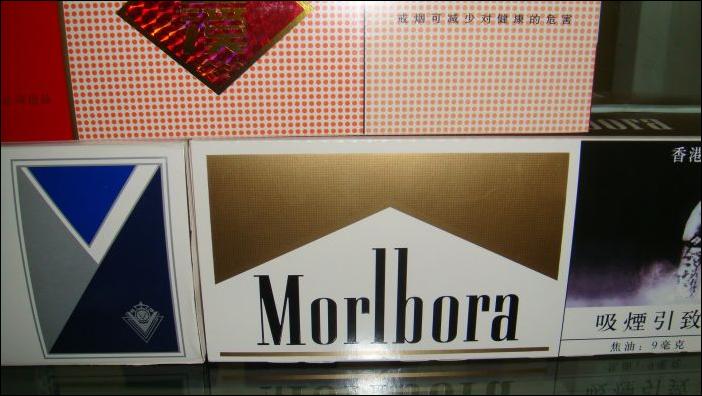 戒烟可减少对健康的危害
bora
香港
Morlbora
吸煙引致
焦油：9毫克